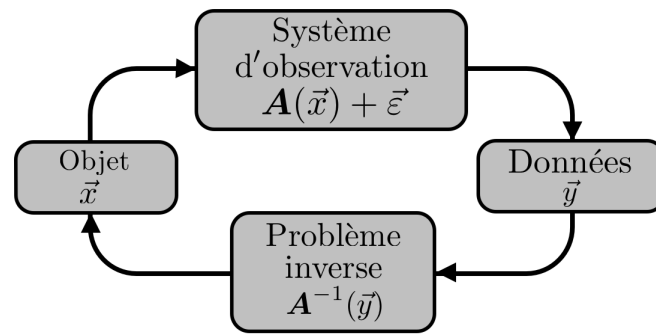 Système
d'observation
A(x⃗) + ε⃗
Objet
x⃗
Données
y⃗
Problème
inverse
A⁻¹(y⃗)